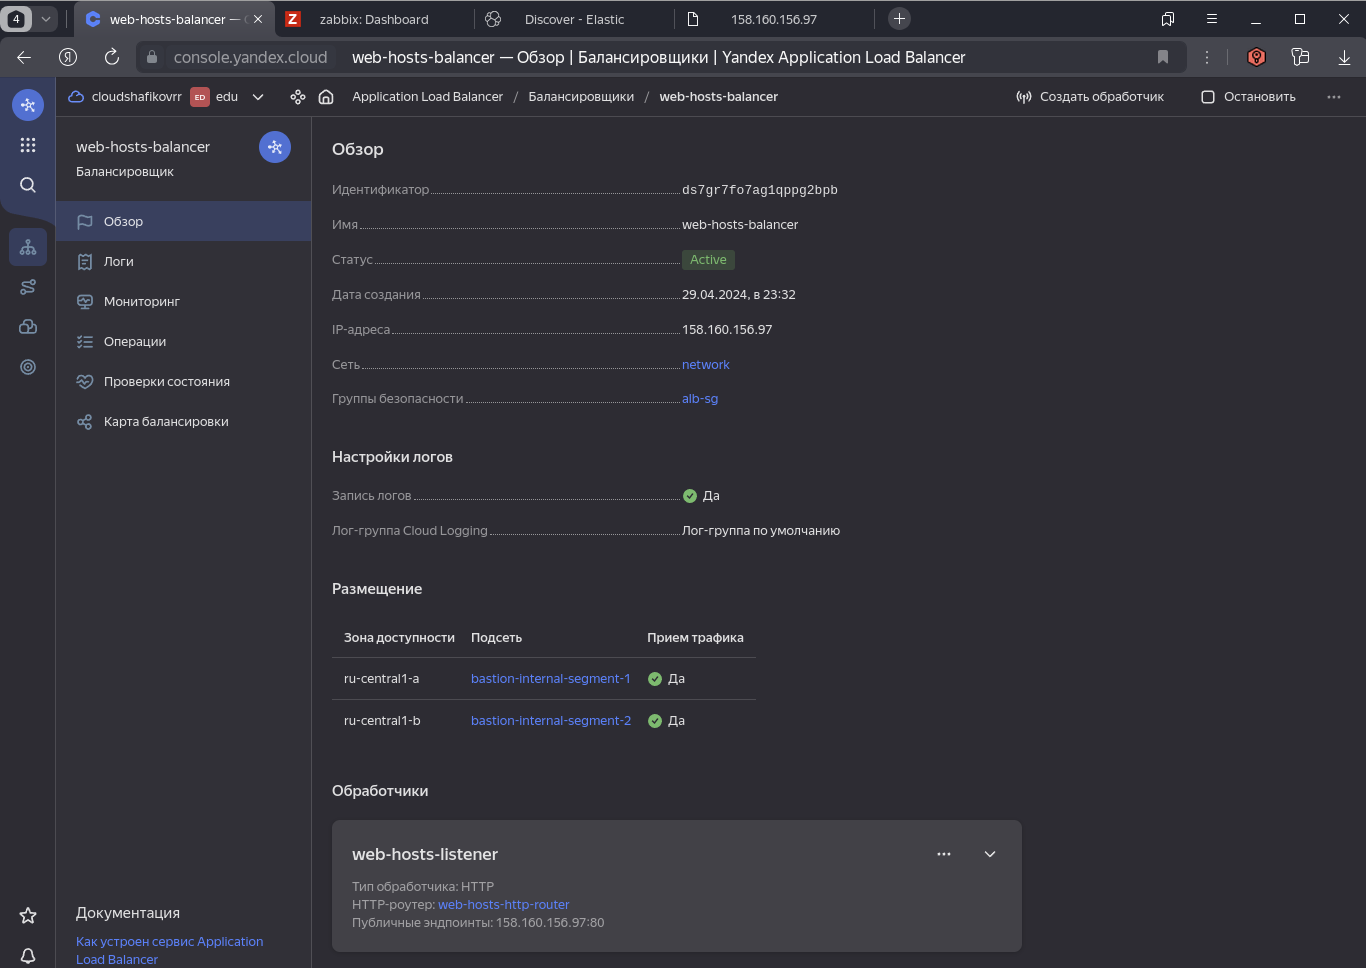 4
web-hosts-balancer —
zabbix: Dashboard
Discover - Elastic
158.160.156.97
console.yandex.cloud
web-hosts-balancer — Обзор | Балансировщики | Yandex Application Load Balancer
cloudshafikovrr
ED
edu
Application Load Balancer / Балансировщики / web-hosts-balancer
Создать обработчик
Остановить
web-hosts-balancer
Балансировщик
Обзор
Логи
Мониторинг
Операции
Проверки состояния
Карта балансировки
Документация
Как устроен сервис Application
Load Balancer
Обзор
Идентификатор ds7gr7fo7ag1qppg2bpb
Имя web-hosts-balancer
Статус Active
Дата создания 29.04.2024, в 23:32
IP-адреса 158.160.156.97
Сеть network
Группы безопасности alb-sg
Настройки логов
Запись логов Да
Лог-группа Cloud Logging Лог-группа по умолчанию
Размещение
Зона доступности Подсеть Прием трафика
ru-central1-a bastion-internal-segment-1 Да
ru-central1-b bastion-internal-segment-2 Да
Обработчики
web-hosts-listener
Тип обработчика: HTTP
HTTP-роутер: web-hosts-http-router
Публичные эндпоинты: 158.160.156.97:80